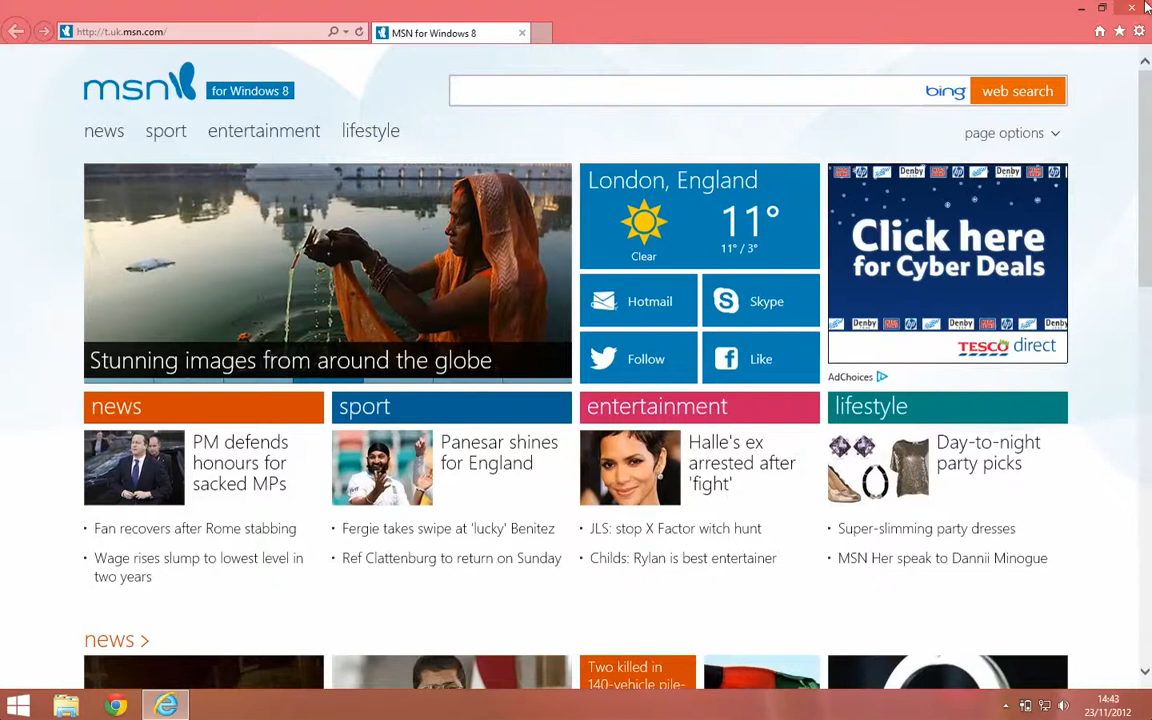 http://t.uk.msn.com/
MSN for Windows 8
msn for Windows 8
bing web search
news sport entertainment lifestyle
page options
Stunning images from around the globe
London, England
11°
11° / 3°
Clear
Hotmail
Skype
Follow
Like
Denby
Denby
Click here
for Cyber Deals
Denby
Denby
Denby
TESCO direct
AdChoices
news
PM defends
honours for
sacked MPs
· Fan recovers after Rome stabbing
· Wage rises slump to lowest level in
two years
sport
Panesar shines
for England
· Fergie takes swipe at 'lucky' Benitez
· Ref Clattenburg to return on Sunday
entertainment
Halle's ex
arrested after
'fight'
· JLS: stop X Factor witch hunt
· Childs: Rylan is best entertainer
lifestyle
Day-to-night
party picks
· Super-slimming party dresses
· MSN Her speak to Dannii Minogue
news >
Two killed in
140-vehicle pile-
14:43
23/11/2012